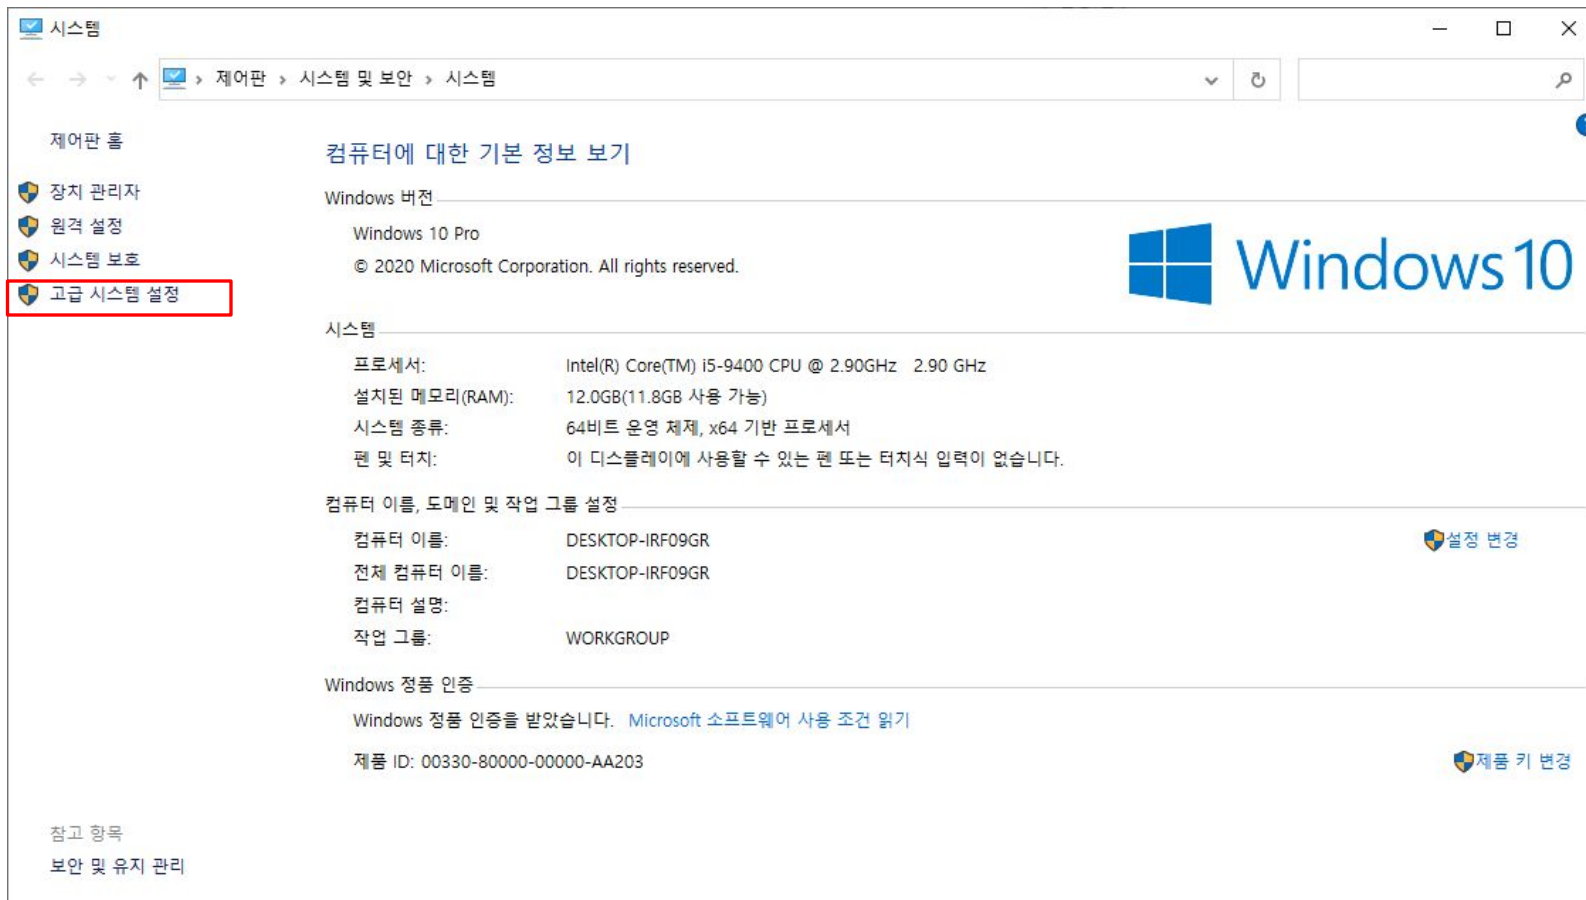 시스템
제어판 › 시스템 및 보안 › 시스템
제어판 홈
장치 관리자
원격 설정
시스템 보호
고급 시스템 설정
컴퓨터에 대한 기본 정보 보기
Windows 버전
Windows 10 Pro
© 2020 Microsoft Corporation. All rights reserved.
Windows 10
시스템
프로세서: Intel(R) Core(TM) i5-9400 CPU @ 2.90GHz 2.90 GHz
설치된 메모리(RAM): 12.0GB(11.8GB 사용 가능)
시스템 종류: 64비트 운영 체제, x64 기반 프로세서
펜 및 터치: 이 디스플레이에 사용할 수 있는 펜 또는 터치식 입력이 없습니다.
컴퓨터 이름, 도메인 및 작업 그룹 설정
컴퓨터 이름: DESKTOP-IRF09GR 설정 변경
전체 컴퓨터 이름: DESKTOP-IRF09GR
컴퓨터 설명:
작업 그룹: WORKGROUP
Windows 정품 인증
Windows 정품 인증을 받았습니다. Microsoft 소프트웨어 사용 조건 읽기
제품 ID: 00330-80000-00000-AA203 제품 키 변경
참고 항목
보안 및 유지 관리